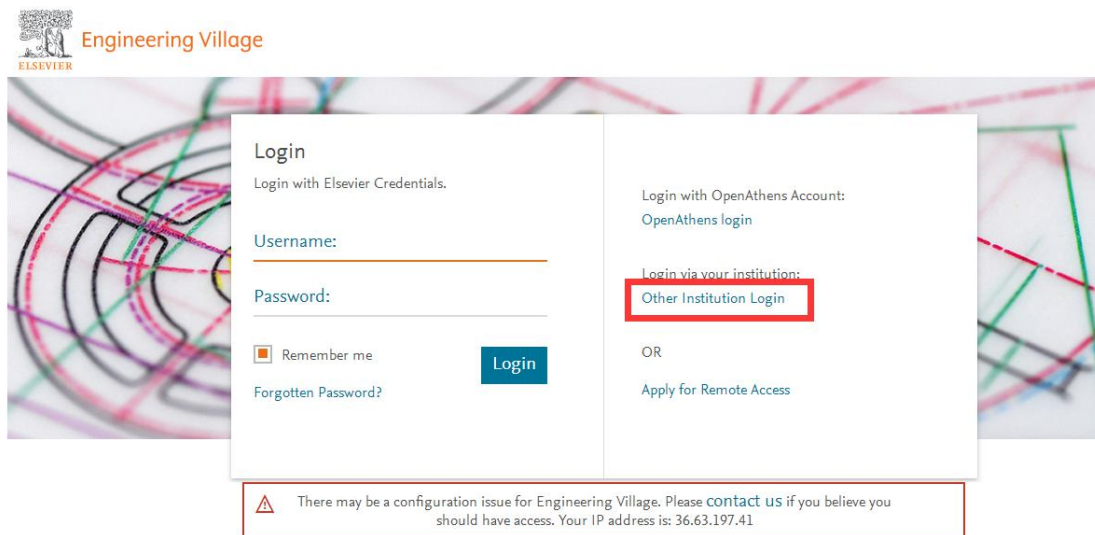 ELSEVIER
Engineering Village
Login
Login with Elsevier Credentials.
Username:
Password:
Remember me
Login
Forgotten Password?
Login with OpenAthens Account:
OpenAthens login
Login via your institution:
Other Institution Login
OR
Apply for Remote Access
There may be a configuration issue for Engineering Village. Please contact us if you believe you
should have access. Your IP address is: 36.63.197.41